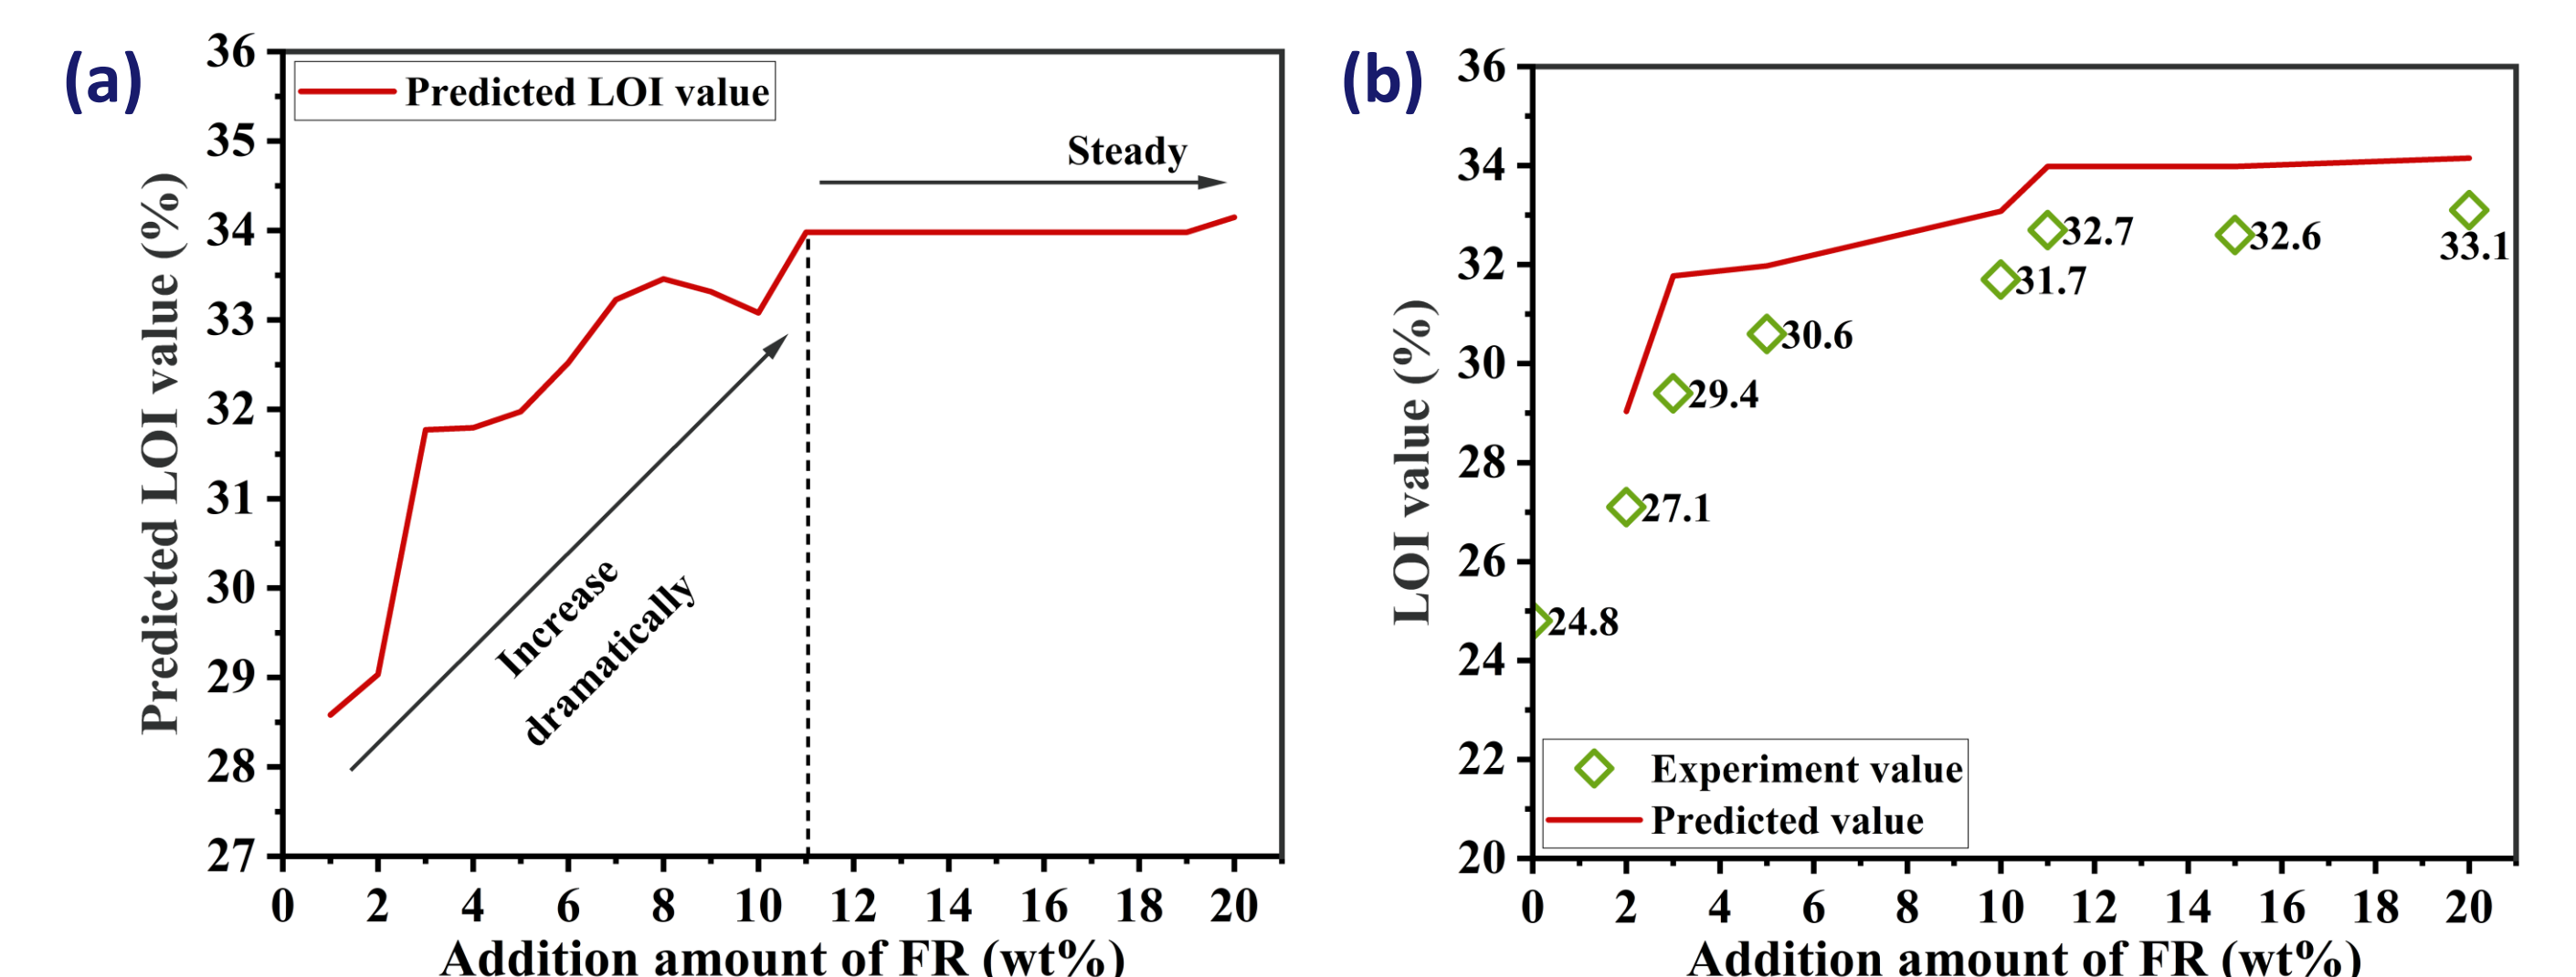 (a)
36
35
34
33
32
31
30
29
28
27
Predicted LOI value (%)
Predicted LOI value
Steady
Increase
dramatically
0 2 4 6 8 10 12 14 16 18 20
Addition amount of FR (wt%)
(b)
36
34
32
30
28
26
24
22
20
LOI value (%)
24.8
27.1
29.4
30.6
31.7
32.7
32.6
33.1
Experiment value
Predicted value
0 2 4 6 8 10 12 14 16 18 20
Addition amount of FR (wt%)